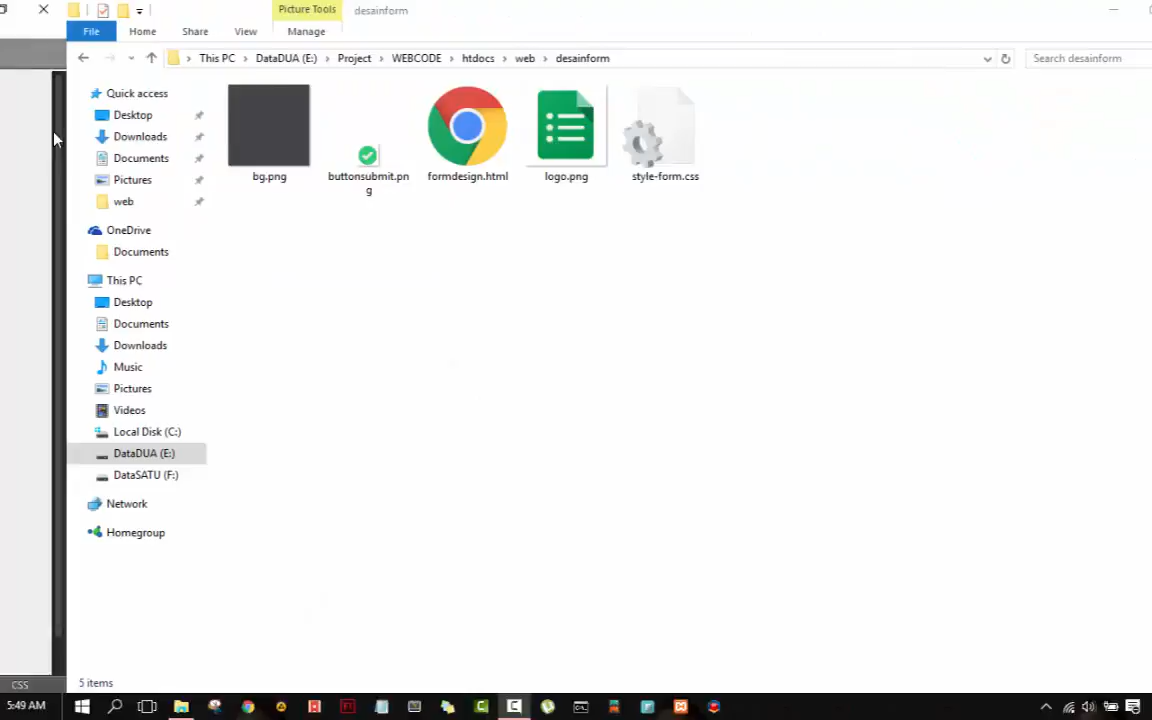 Picture Tools
desainform
File
Home
Share
View
Manage
This PC
DataDUA (E:)
Project
WEBCODE
htdocs
web
desainform
Search desainform
Quick access
Desktop
Downloads
Documents
Pictures
web
OneDrive
Documents
This PC
Desktop
Documents
Downloads
Music
Pictures
Videos
Local Disk (C:)
DataDUA (E:)
DataSATU (F:)
Network
Homegroup
bg.png
buttonsubmit.pn
g
formdesign.html
logo.png
style-form.css
CSS
5 items
5:49 AM